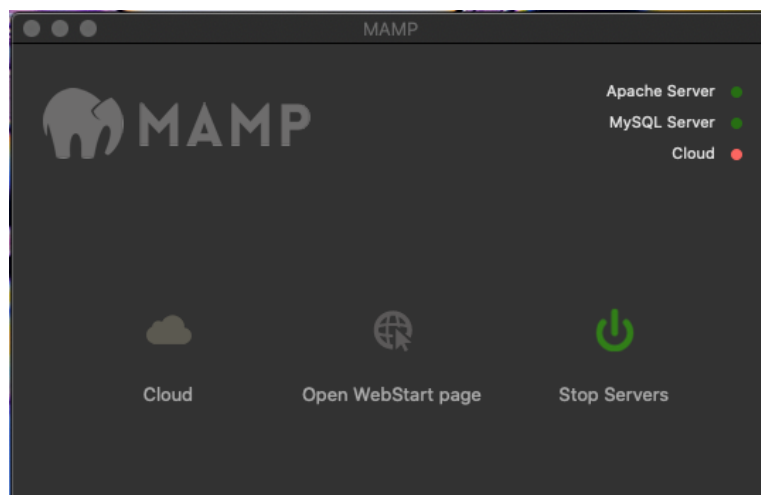 MAMP
MAMP
Apache Server
MySQL Server
Cloud
Cloud
Open WebStart page
Stop Servers